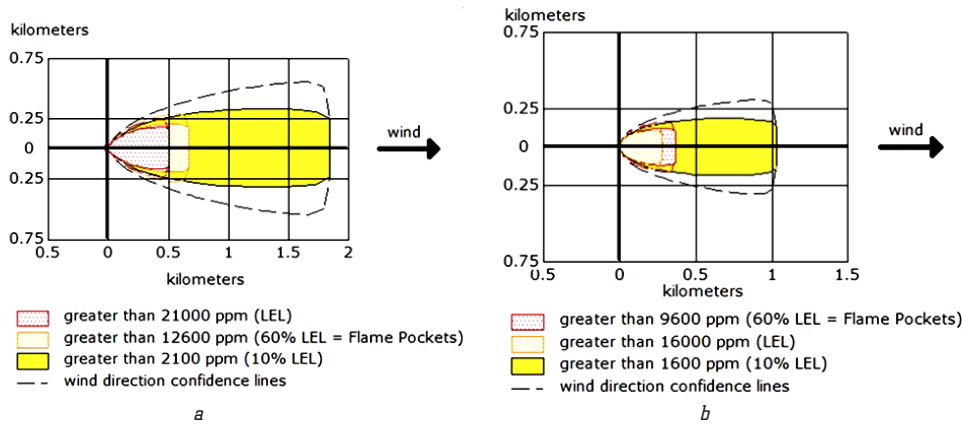 kilometers
0.75
0.25
0
0.25
0.75
0.5 0 0.5 1 1.5 2
kilometers
wind
greater than 21000 ppm (LEL)
greater than 12600 ppm (60% LEL = Flame Pockets)
greater than 2100 ppm (10% LEL)
wind direction confidence lines
a
kilometers
0.75
0.25
0
0.25
0.75
0.5 0 0.5 1 1.5
kilometers
wind
greater than 9600 ppm (60% LEL = Flame Pockets)
greater than 16000 ppm (LEL)
greater than 1600 ppm (10% LEL)
wind direction confidence lines
b